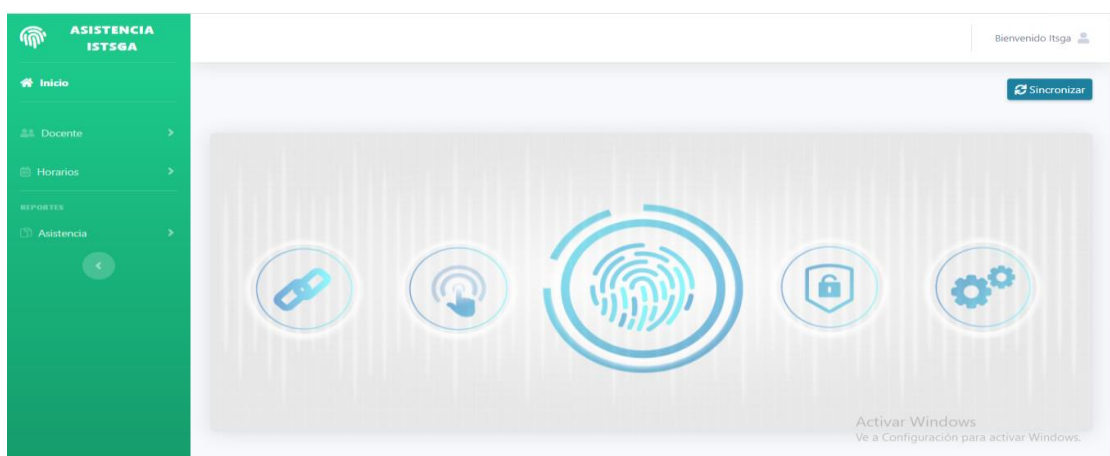 ASISTENCIA
ISTSGA
Bienvenido Itsga
Inicio
Sincronizar
Docente
Horarios
REPORTES
Asistencia
Activar Windows
Ve a Configuración para activar Windows.